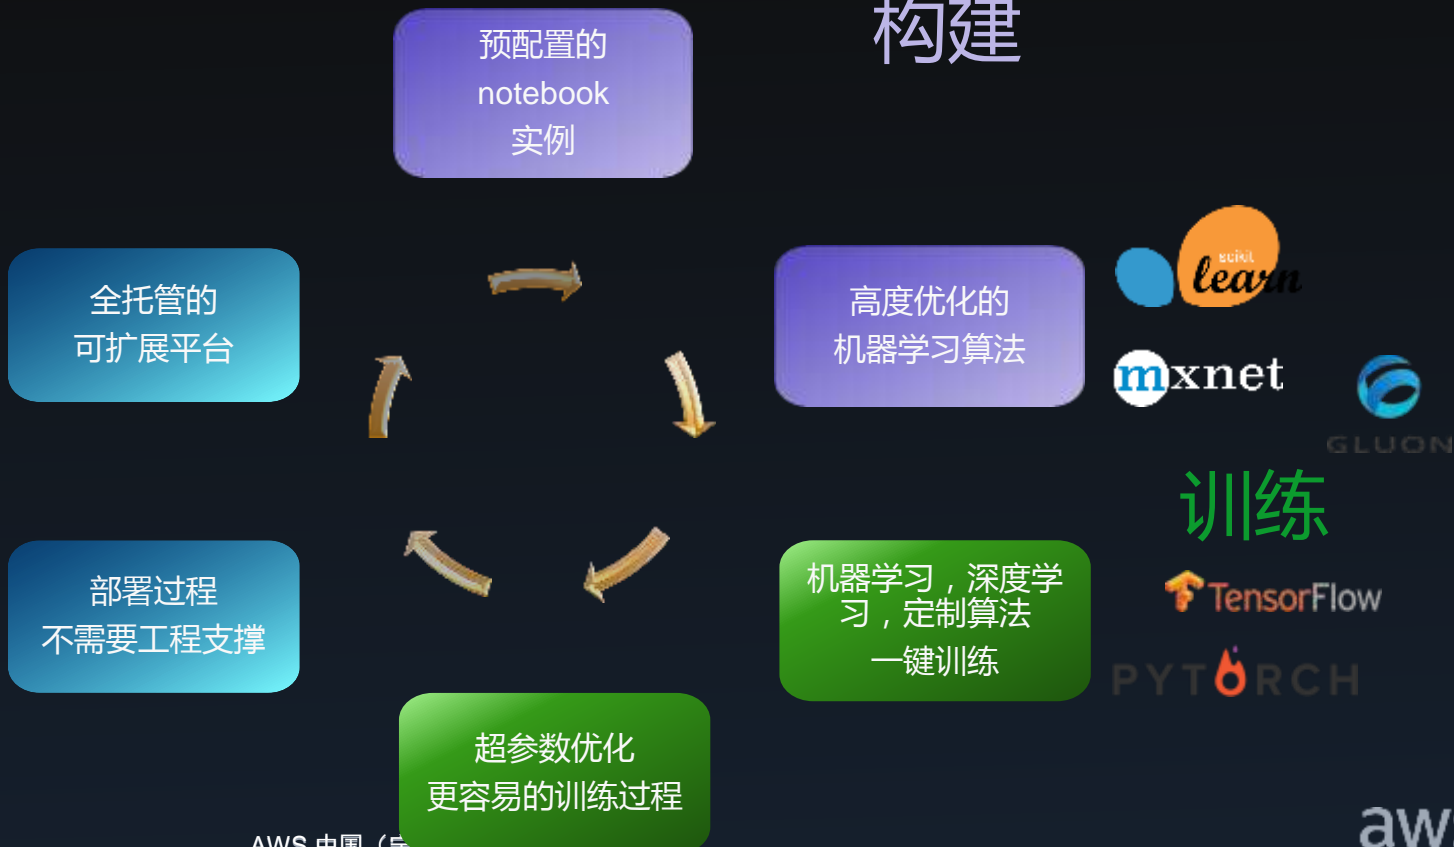 构建
预配置的
notebook
实例
高度优化的
机器学习算法
scikit
learn
mxnet
GLUON
训练
机器学习，深度学
习，定制算法
一键训练
TensorFlow
PYTORCH
超参数优化
更容易的训练过程
部署过程
不需要工程支撑
全托管的
可扩展平台
AWS 中国（
aw